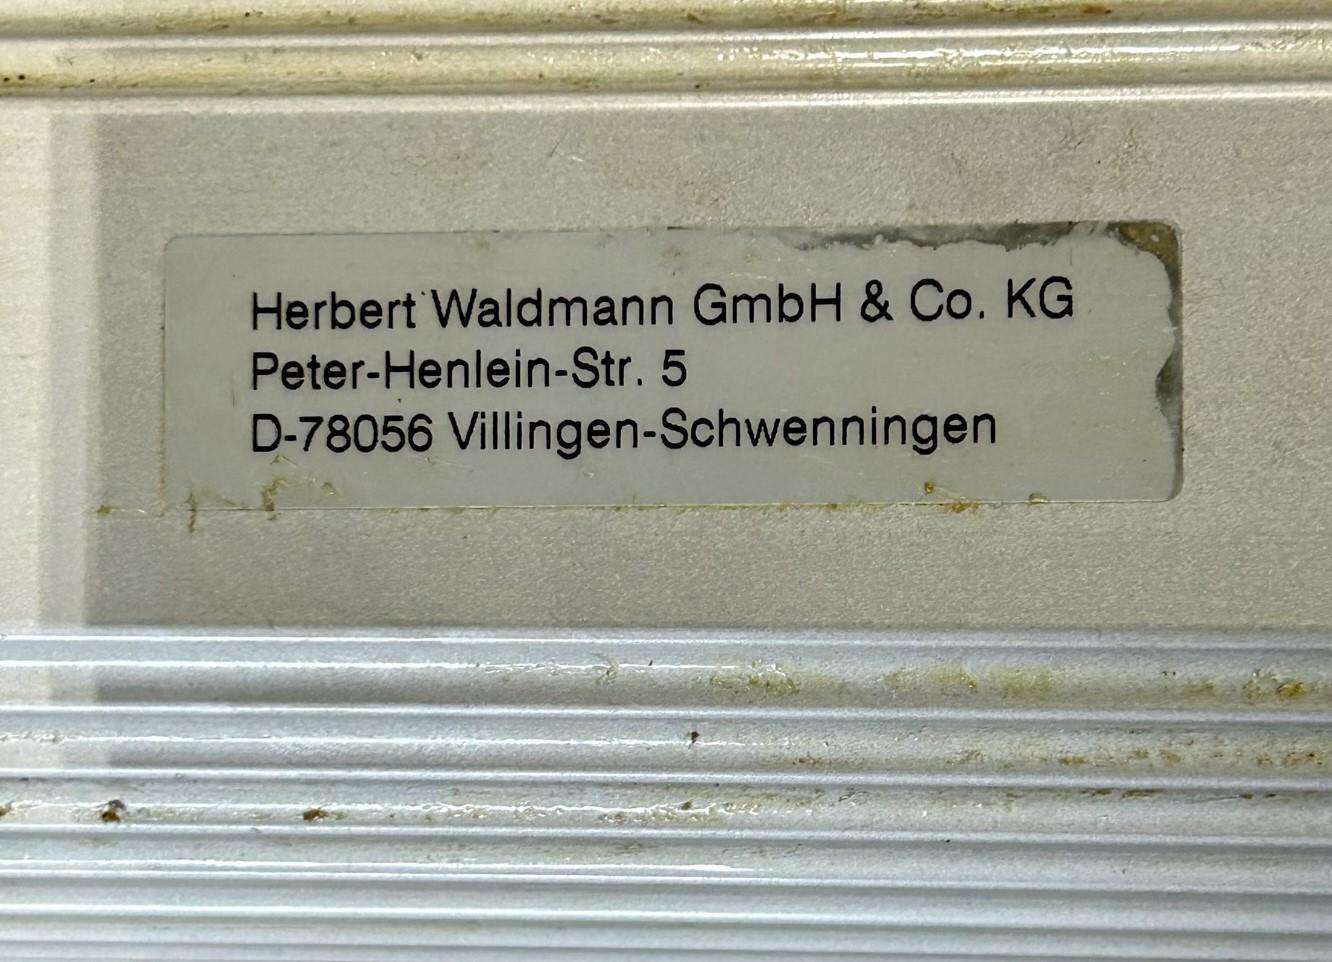 Herbert Waldmann GmbH & Co. KG
Peter-Henlein-Str. 5
D-78056 Villingen-Schwenningen